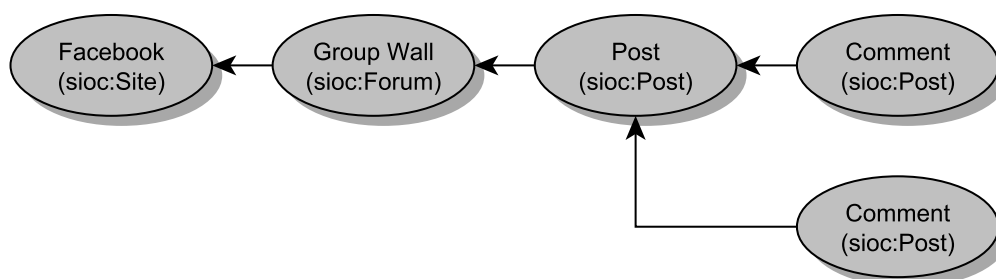 Facebook
(sioc:Site)
Group Wall
(sioc:Forum)
Post
(sioc:Post)
Comment
(sioc:Post)
Comment
(sioc:Post)